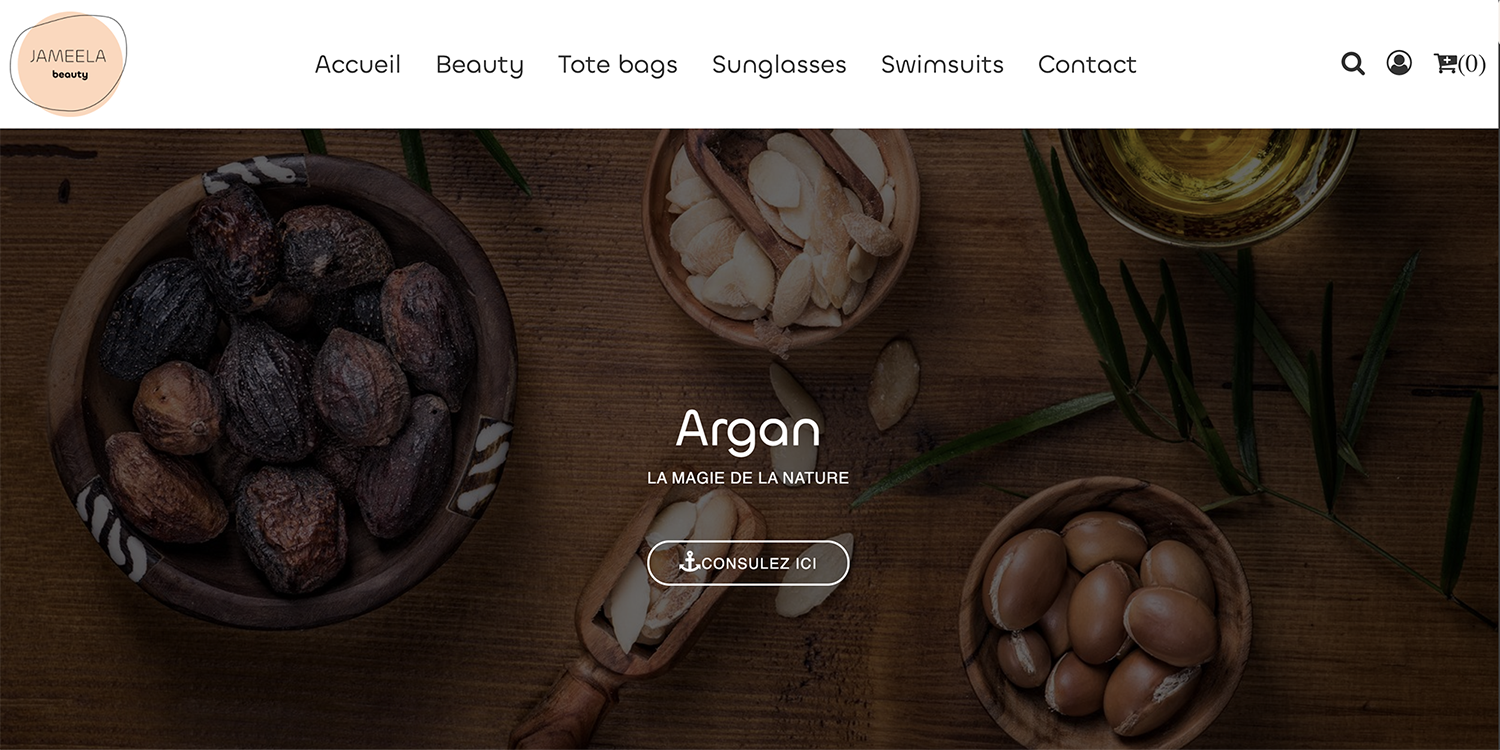 JAMEELA
beauty
Accueil Beauty Tote bags Sunglasses Swimsuits Contact (0)
Argan
LA MAGIE DE LA NATURE
CONSULEZ ICI